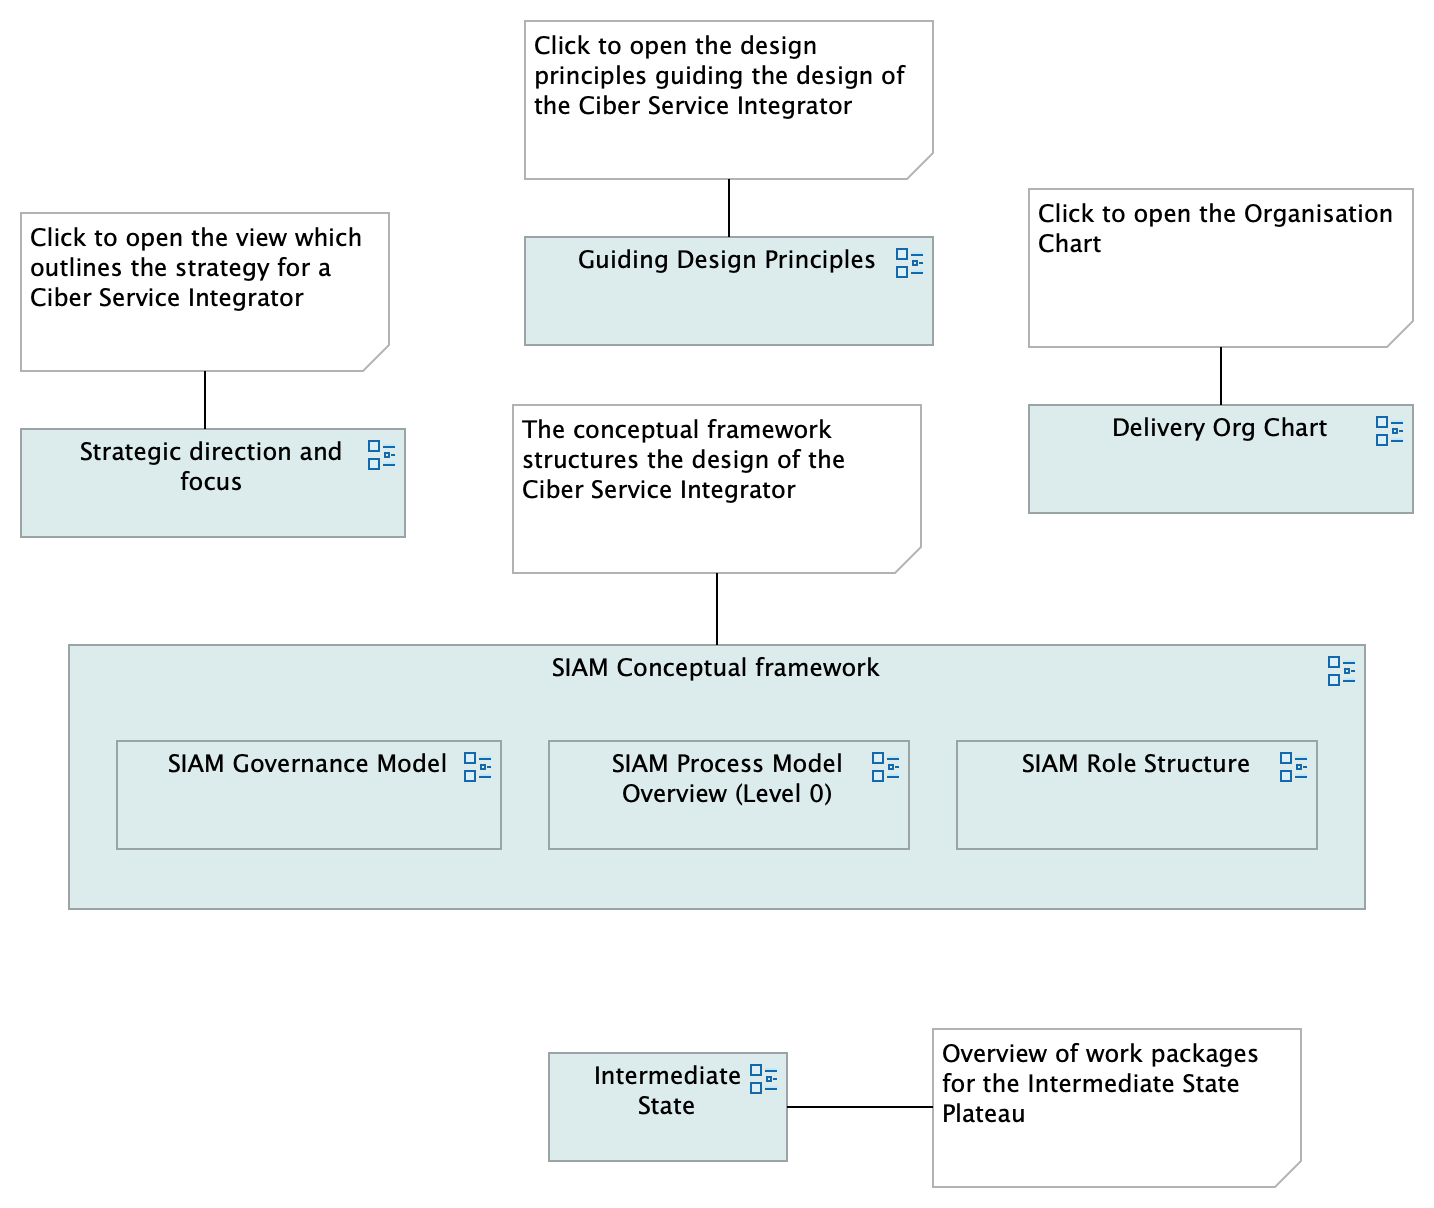 Click to open the design
principles guiding the design of
the Ciber Service Integrator
Click to open the Organisation
Chart
Click to open the view which
outlines the strategy for a
Ciber Service Integrator
Guiding Design Principles
Delivery Org Chart
Strategic direction and
focus
The conceptual framework
structures the design of the
Ciber Service Integrator
SIAM Conceptual framework
SIAM Governance Model
SIAM Process Model
Overview (Level 0)
SIAM Role Structure
Intermediate
State
Overview of work packages
for the Intermediate State
Plateau